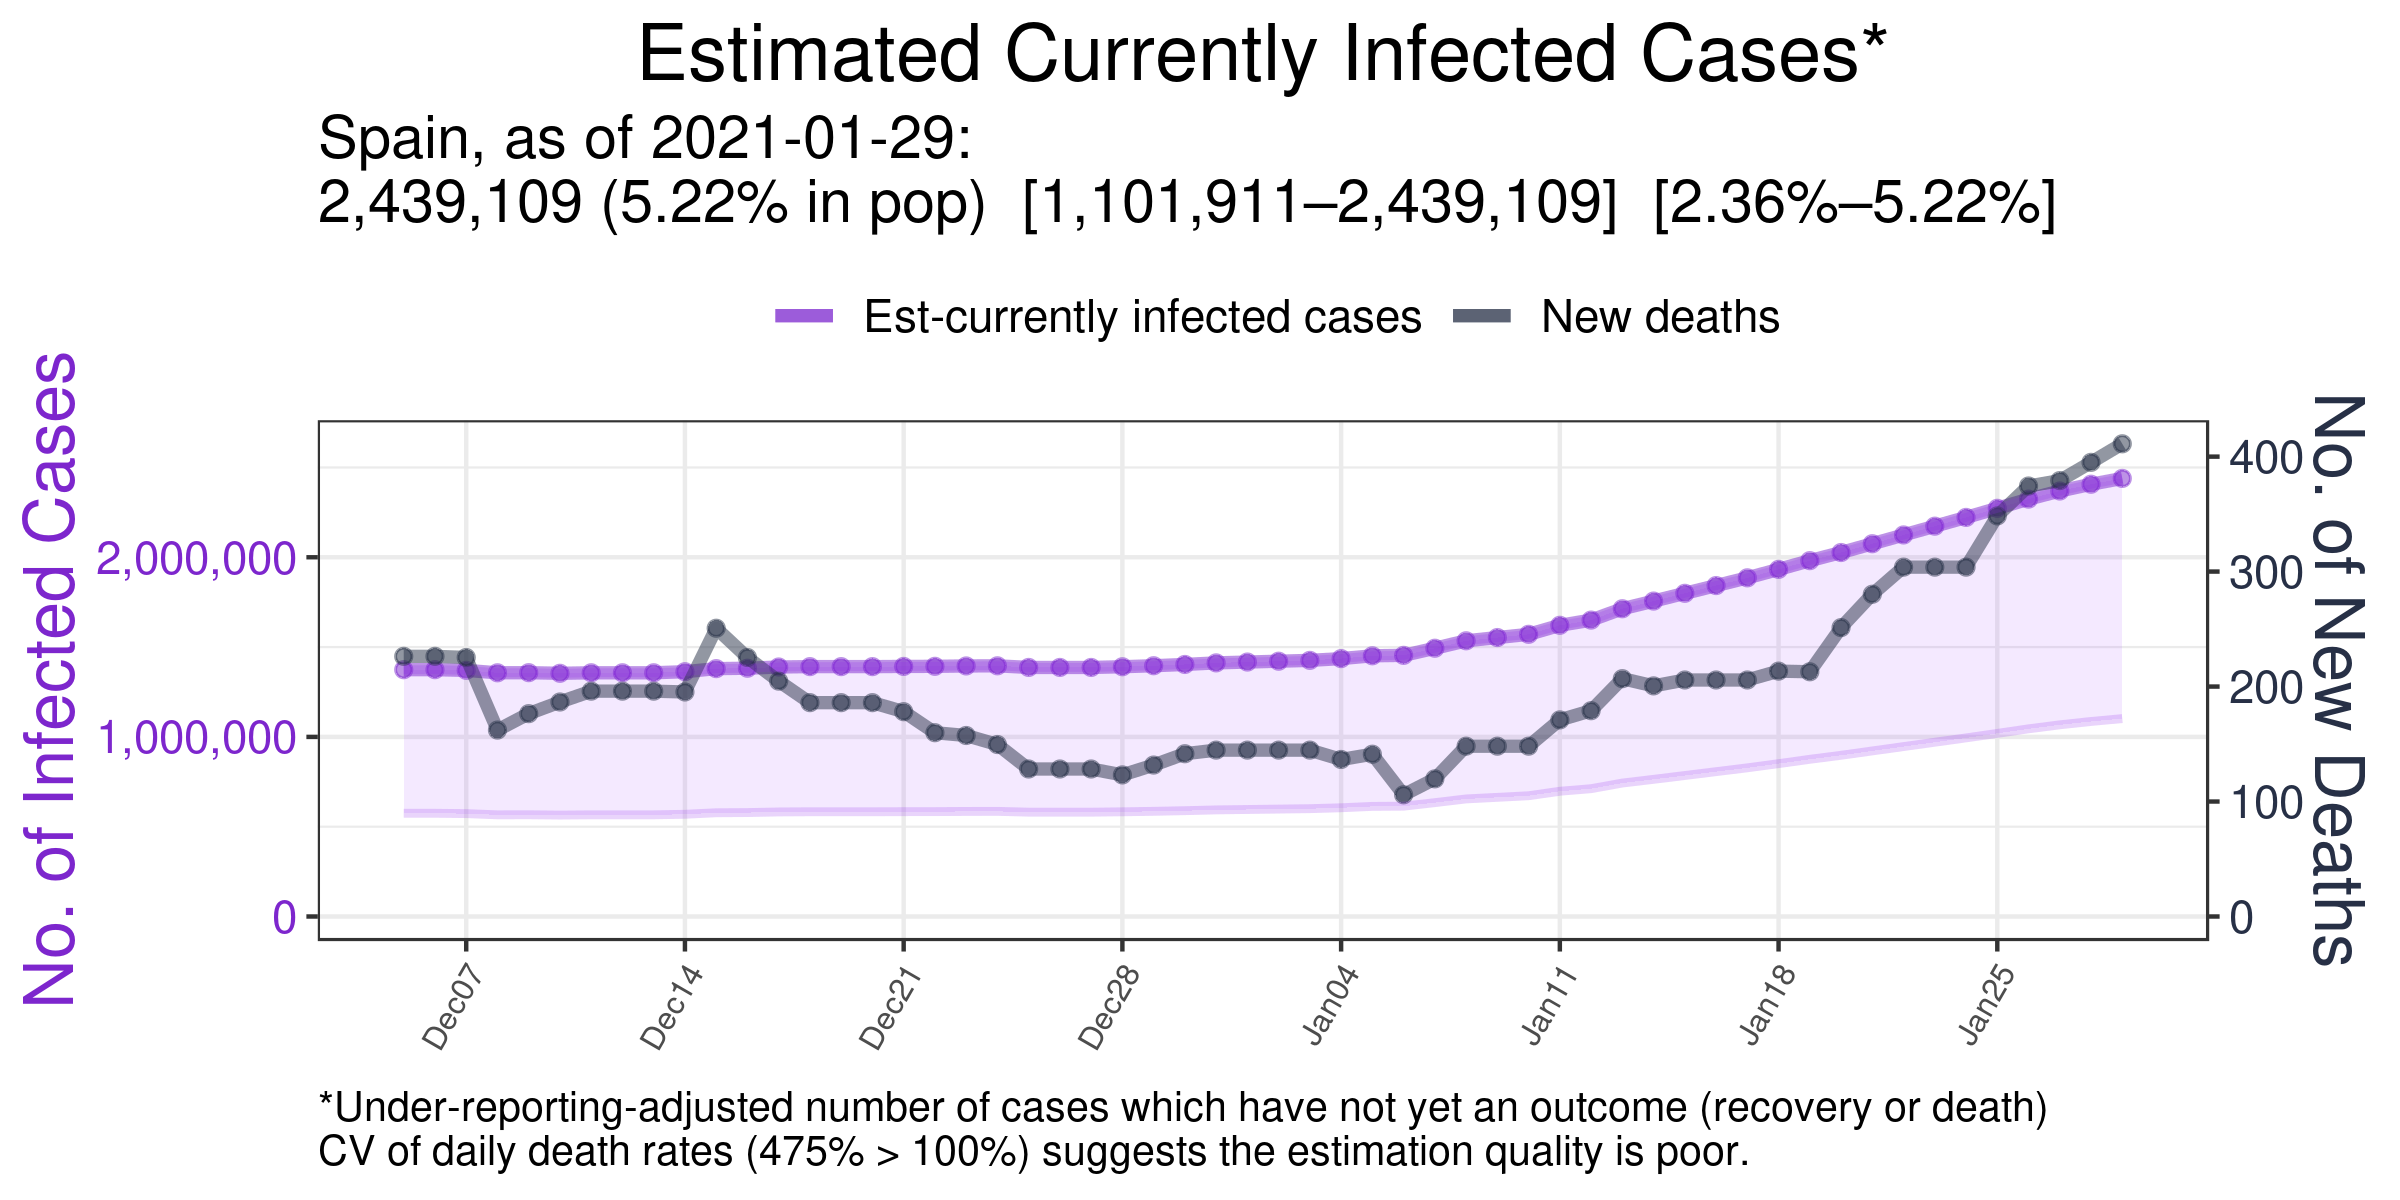 Estimated Currently Infected Cases*
Spain, as of 2021-01-29:
2,439,109 (5.22% in pop) [1,101,911–2,439,109] [2.36%–5.22%]
Est-currently infected cases
New deaths
No. of Infected Cases
2,000,000
1,000,000
0
No. of New Deaths
400
300
200
100
0
Dec07
Dec14
Dec21
Dec28
Jan04
Jan11
Jan18
Jan25
*Under-reporting-adjusted number of cases which have not yet an outcome (recovery or death)
CV of daily death rates (475% > 100%) suggests the estimation quality is poor.